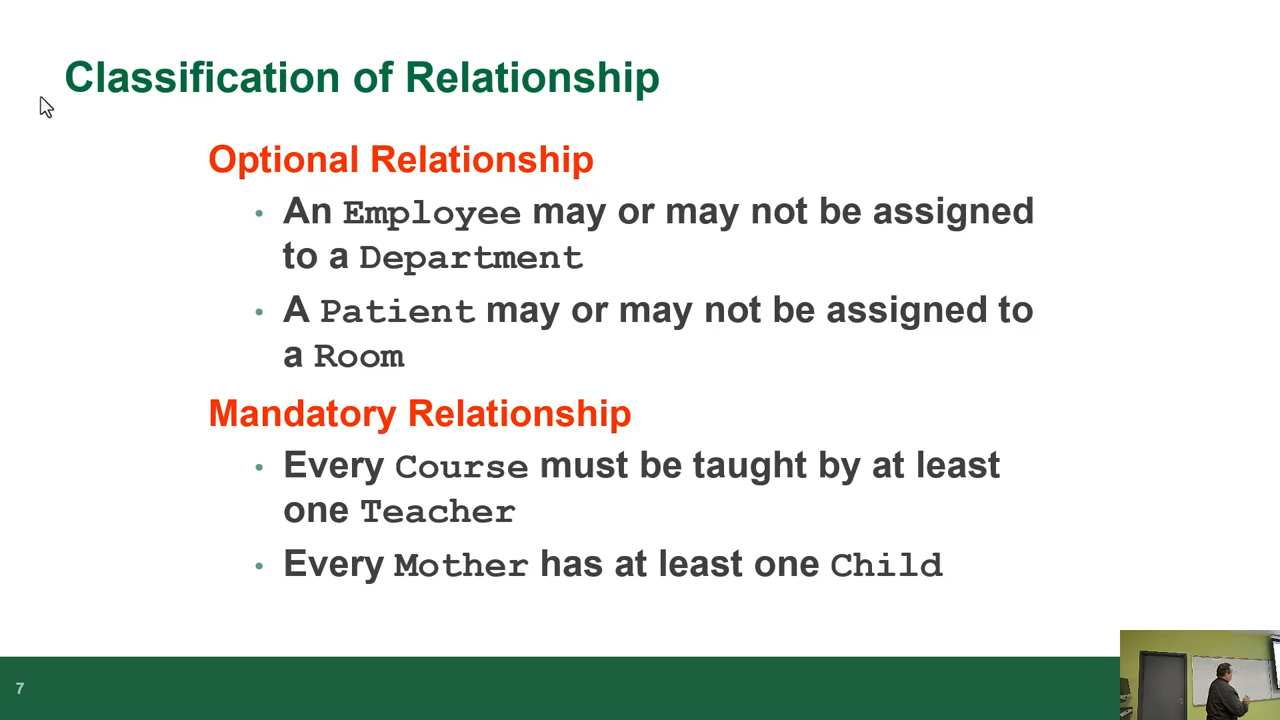 Classification of Relationship
Optional Relationship
• An Employee may or may not be assigned
to a Department
• A Patient may or may not be assigned to
a Room
Mandatory Relationship
• Every Course must be taught by at least
one Teacher
• Every Mother has at least one Child
7